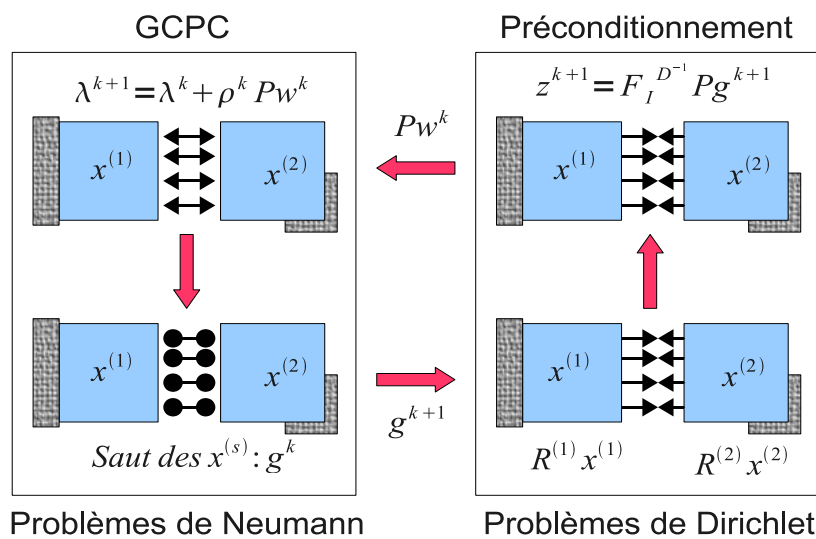 GCPC
λ^{k+1}=λ^k+ρ^k Pw^k
x^{(1)}
x^{(2)}
x^{(1)}
x^{(2)}
Saut des x^{(s)}: g^k
Problèmes de Neumann
Pw^k
g^{k+1}
Préconditionnement
z^{k+1}=F_I^{D^{-1}} Pg^{k+1}
x^{(1)}
x^{(2)}
x^{(1)}
x^{(2)}
R^{(1)} x^{(1)}
R^{(2)} x^{(2)}
Problèmes de Dirichlet